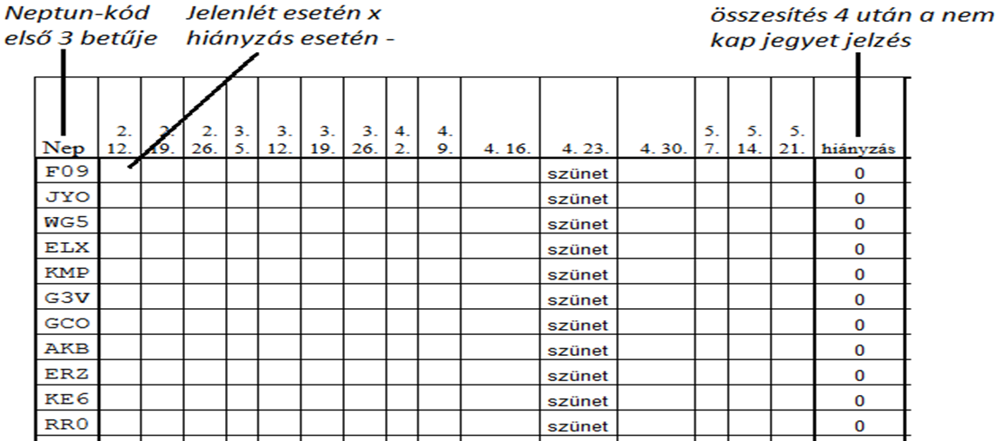 Neptun-kód
első 3 betűje
Jelenlét esetén x
hiányzás esetén -
összesítés 4 után a nem
kap jegyet jelzés
Nep 2. 12. 2. 19. 2. 26. 3. 5. 3. 12. 3. 19. 3. 26. 4. 2. 4. 9. 4. 16. 4. 23. 4. 30. 5. 7. 5. 14. 5. 21. hiányzás
F09 szünet 0
JYO szünet 0
WG5 szünet 0
ELX szünet 0
KMP szünet 0
G3V szünet 0
GCO szünet 0
AKB szünet 0
ERZ szünet 0
KE6 szünet 0
RR0 szünet 0